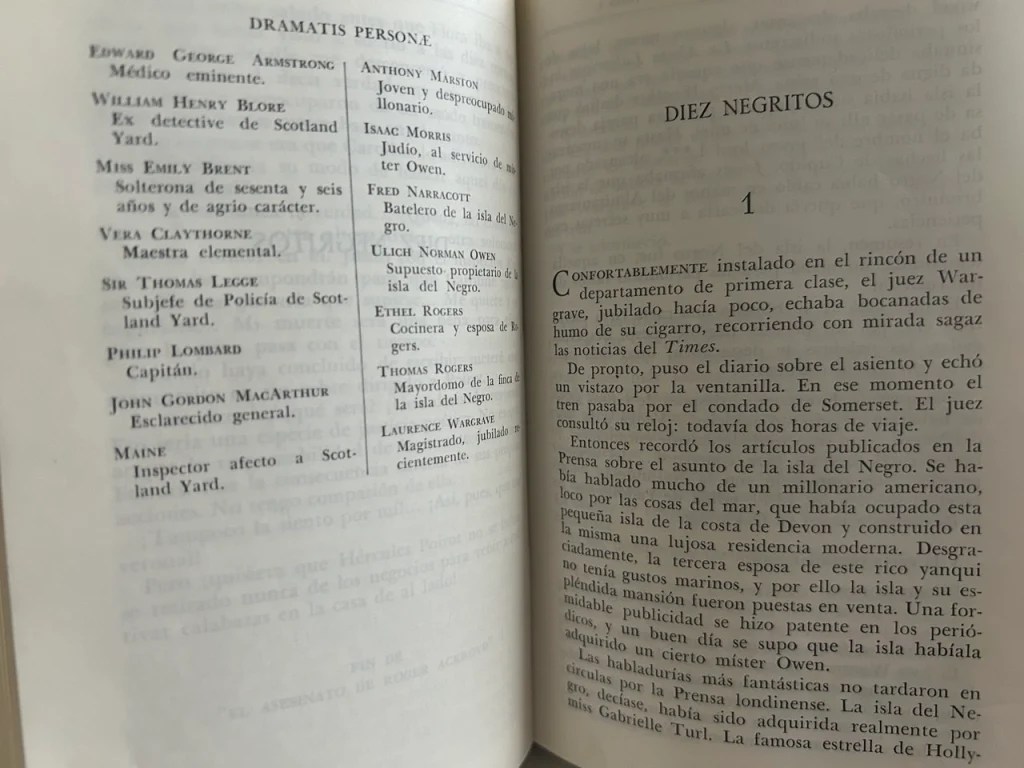 DRAMATIS PERSONÆ
EDWARD GEORGE ARMSTRONG
Médico eminente.
WILLIAM HENRY BLORE
Ex detective de Scotland
Yard.
MISS EMILY BRENT
Solterona de sesenta y seis
años y de agrio carácter.
VERA CLAYTHORNE
Maestra elemental.
SIR THOMAS LEGGE
Subjefe de Policía de Scot-
land Yard.
PHILIP LOMBARD
Capitán.
JOHN GORDON MACARTHUR
Esclarecido general.
MAINE
Inspector afecto a Scot-
land Yard.
ANTHONY MARSTON
Joven y despreocupado mi-
llonario.
ISAAC MORRIS
Judío, al servicio de mís-
ter Owen.
FRED NARRACOTT
Batelero de la isla del Ne-
gro.
ULICH NORMAN OWEN
Supuesto propietario de la
isla del Negro.
ETHEL ROGERS
Cocinera y esposa de Ro-
gers.
THOMAS ROGERS
Mayordomo de la finca de
la isla del Negro.
LAURENCE WARGRAVE
Magistrado, jubilado re-
cientemente.
FIN DE
"EL ASESINATO DE ROGER ACKROYD"
DIEZ NEGRITOS
1
CONFORTABLEMENTE instalado en el rincón de un
departamento de primera clase, el juez War-
grave, jubilado hacía poco, echaba bocanadas de
humo de su cigarro, recorriendo con mirada sagaz
las noticias del Times.
De pronto, puso el diario sobre el asiento y echó
un vistazo por la ventanilla. En ese momento el
tren pasaba por el condado de Somerset. El juez
consultó su reloj: todavía dos horas de viaje.
Entonces recordó los artículos publicados en la
Prensa sobre el asunto de la isla del Negro. Se ha-
bía hablado mucho de un millonario americano,
loco por las cosas del mar, que había ocupado esta
pequeña isla de la costa de Devon y construido en
la misma una lujosa residencia moderna. Desgra-
ciadamente, la tercera esposa de este rico yanqui
no tenía gustos marinos, y por ello la isla y su es-
pléndida mansión fueron puestas en venta. Una for-
midable publicidad se hizo patente en los perió-
dicos, y un buen día se supo que la isla habíala
adquirido un cierto míster Owen.
Las habladurías más fantásticas no tardaron en
circulas por la Prensa londinense. La isla del Ne-
gro, decíase, había sido adquirida realmente por
miss Gabrielle Turl. La famosa estrella de Holly-